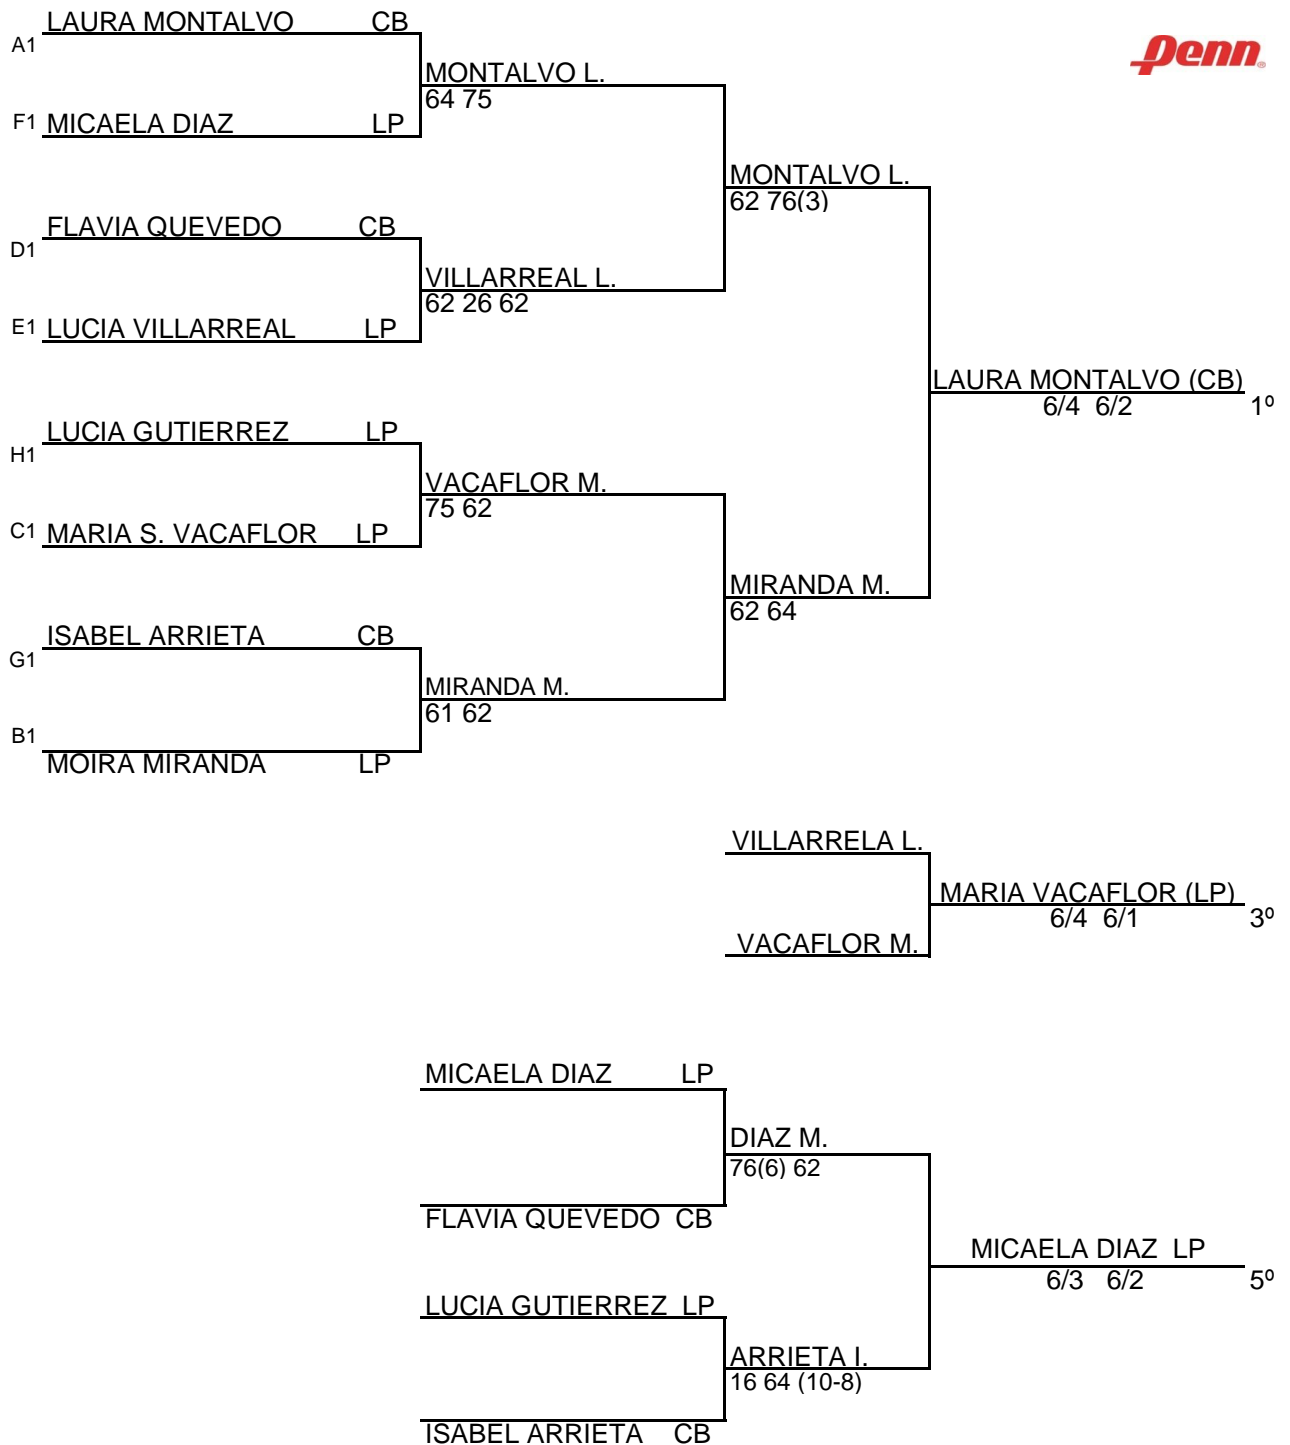 LAURA MONTALVO CB
A1
Penn®
MONTALVO L.
64 75
F1 MICAELA DIAZ LP
MONTALVO L.
62 76(3)
FLAVIA QUEVEDO CB
D1
VILLARREAL L.
62 26 62
E1 LUCIA VILLARREAL LP
LAURA MONTALVO (CB)
6/4 6/2 1º
LUCIA GUTIERREZ LP
H1
VACAFLOR M.
75 62
C1 MARIA S. VACAFLOR LP
MIRANDA M.
62 64
ISABEL ARRIETA CB
G1
MIRANDA M.
61 62
B1
MOIRA MIRANDA LP
VILLARRELA L.
MARIA VACAFLOR (LP)
6/4 6/1 3º
VACAFLOR M.
MICAELA DIAZ LP
DIAZ M.
76(6) 62
FLAVIA QUEVEDO CB
MICAELA DIAZ LP
6/3 6/2 5º
LUCIA GUTIERREZ LP
ARRIETA I.
16 64 (10-8)
ISABEL ARRIETA CB